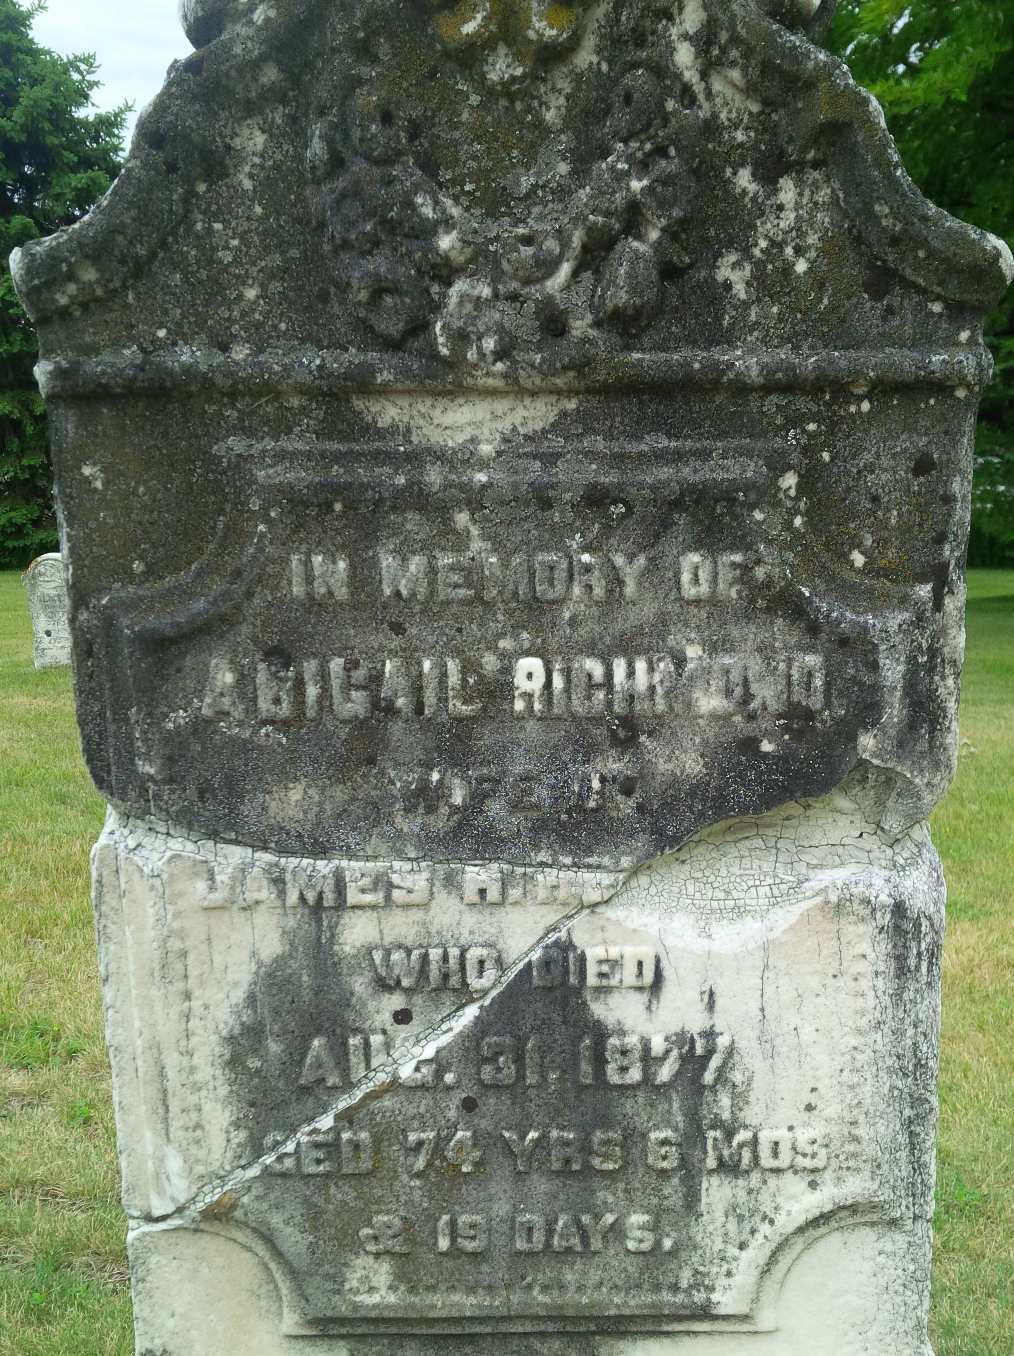 IN MEMORY OF
ABIGAIL RICHMOND
WIFE OF
JAMES
WHO DIED
AUG. 31. 1877
AGED 74 YRS 6 MOS
& 19 DAYS.